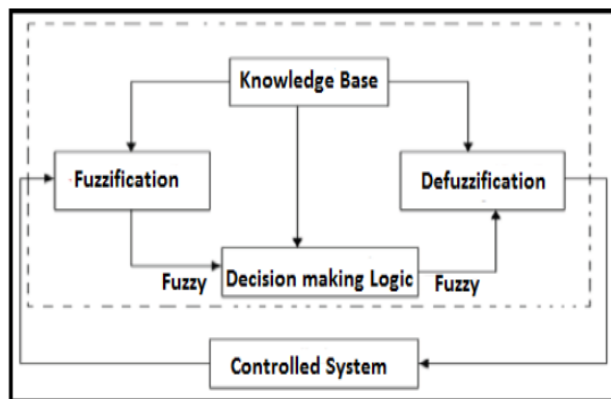 Knowledge Base
Fuzzification
Defuzzification
Fuzzy
Decision making Logic
Fuzzy
Controlled System